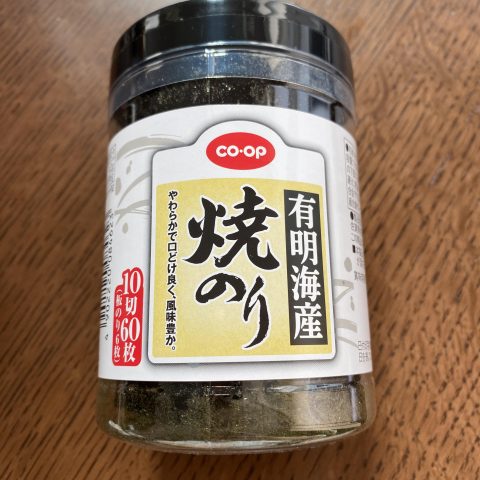 CO・OP
有明海産
焼のり
やわらかで口どけ良く、風味豊か。
10切60枚
(板のり6枚)